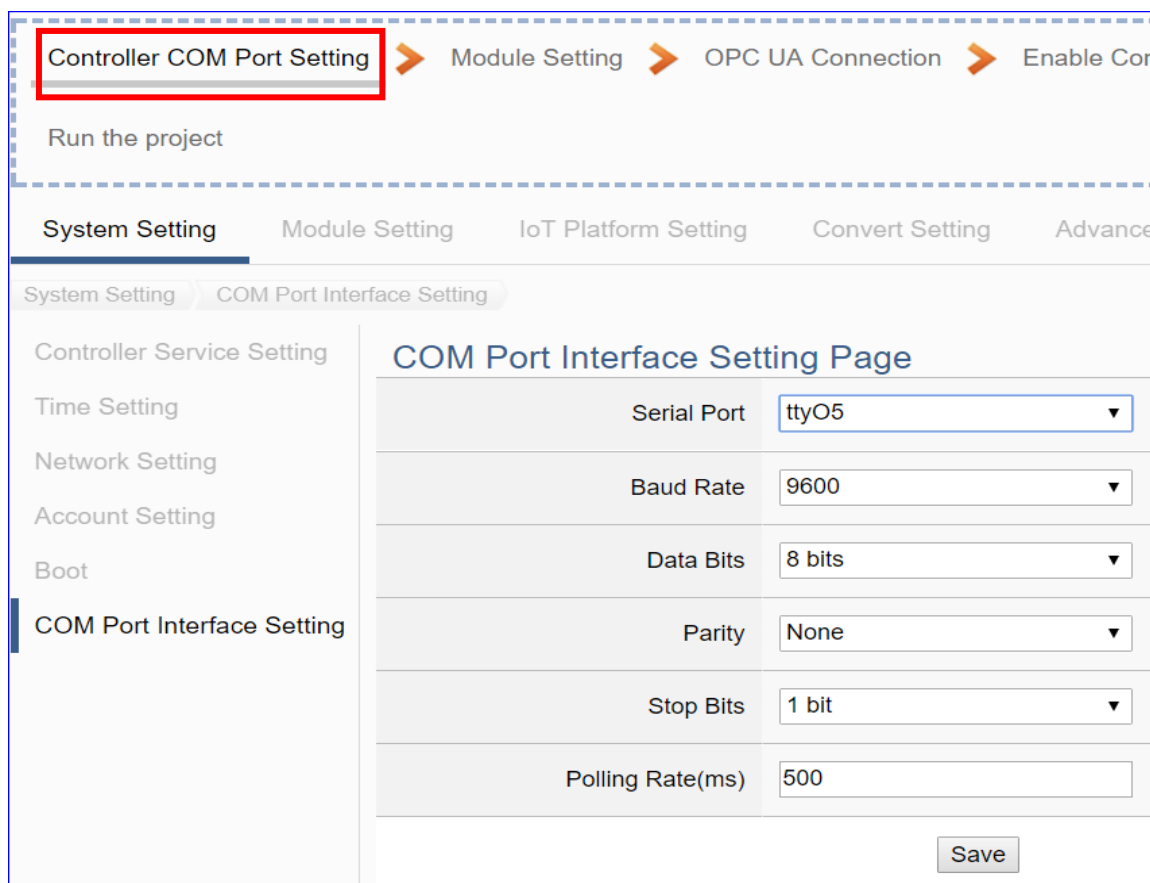 Controller COM Port Setting Module Setting OPC UA Connection Enable
Run the project
System Setting Module Setting IoT Platform Setting Convert Setting
System Setting COM Port Interface Setting
Controller Service Setting
Time Setting
Network Setting
Account Setting
Boot
COM Port Interface Setting
COM Port Interface Setting Page
Serial Port ttyO5
Baud Rate 9600
Data Bits 8 bits
Parity None
Stop Bits 1 bit
Polling Rate(ms) 500
Save